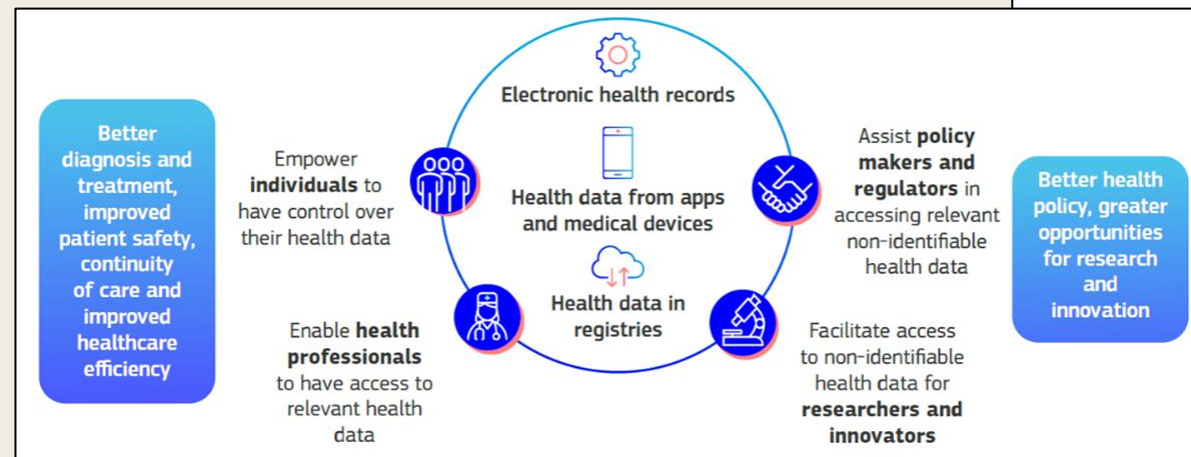 Better
diagnosis and
treatment,
improved
patient safety,
continuity
of care and
improved
healthcare
efficiency
Empower
individuals to
have control over
their health data
Enable health
professionals
to have access to
relevant health
data
Electronic health records
Health data from apps
and medical devices
Health data in
registries
Assist policy
makers and
regulators in
accessing relevant
non-identifiable
health data
Facilitate access
to non-identifiable
health data for
researchers and
innovators
Better health
policy, greater
opportunities
for research
and
innovation